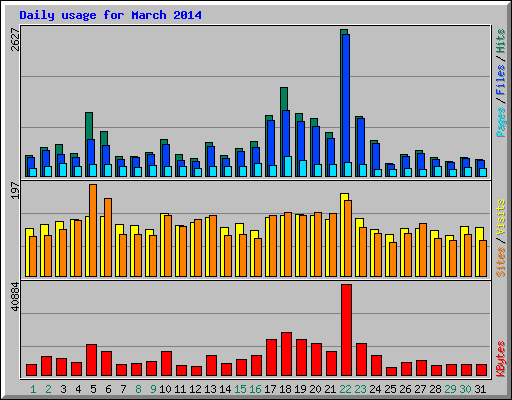 Daily usage for March 2014
2627
Pages / Files / Hits
197
Sites / Visits
40884
KBytes
1 2 3 4 5 6 7 8 9 10 11 12 13 14 15 16 17 18 19 20 21 22 23 24 25 26 27 28 29 30 31